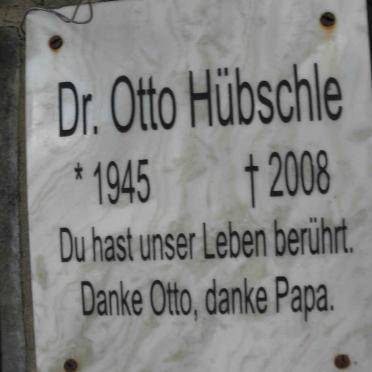 Dr. Otto Hübschle
* 1945 † 2008
Du hast unser Leben berührt.
Danke Otto, danke Papa.